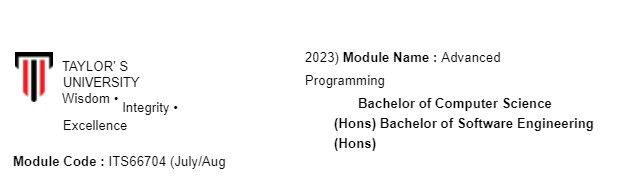 TAYLOR' S
UNIVERSITY
Wisdom • Integrity •
Excellence
Module Code : ITS66704 (July/Aug
2023) Module Name : Advanced
Programming
Bachelor of Computer Science
(Hons) Bachelor of Software Engineering
(Hons)